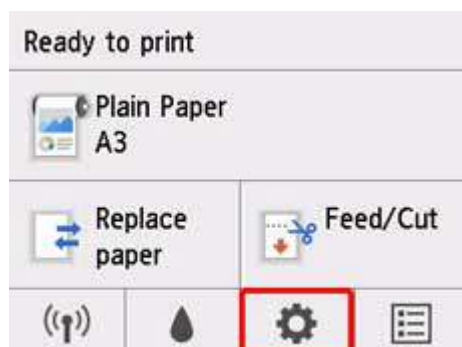 Ready to print
Plain Paper
A3
Replace
paper
Feed/Cut